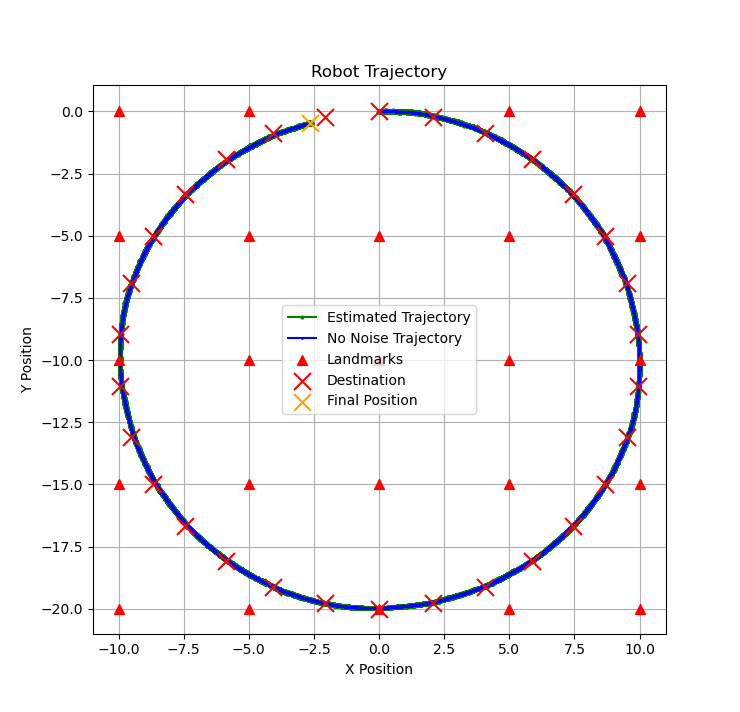 Robot Trajectory
0.0
−2.5
−5.0
−7.5
−10.0
−12.5
−15.0
−17.5
−20.0
Y Position
Estimated Trajectory
No Noise Trajectory
Landmarks
Destination
Final Position
−10.0 −7.5 −5.0 −2.5 0.0 2.5 5.0 7.5 10.0
X Position